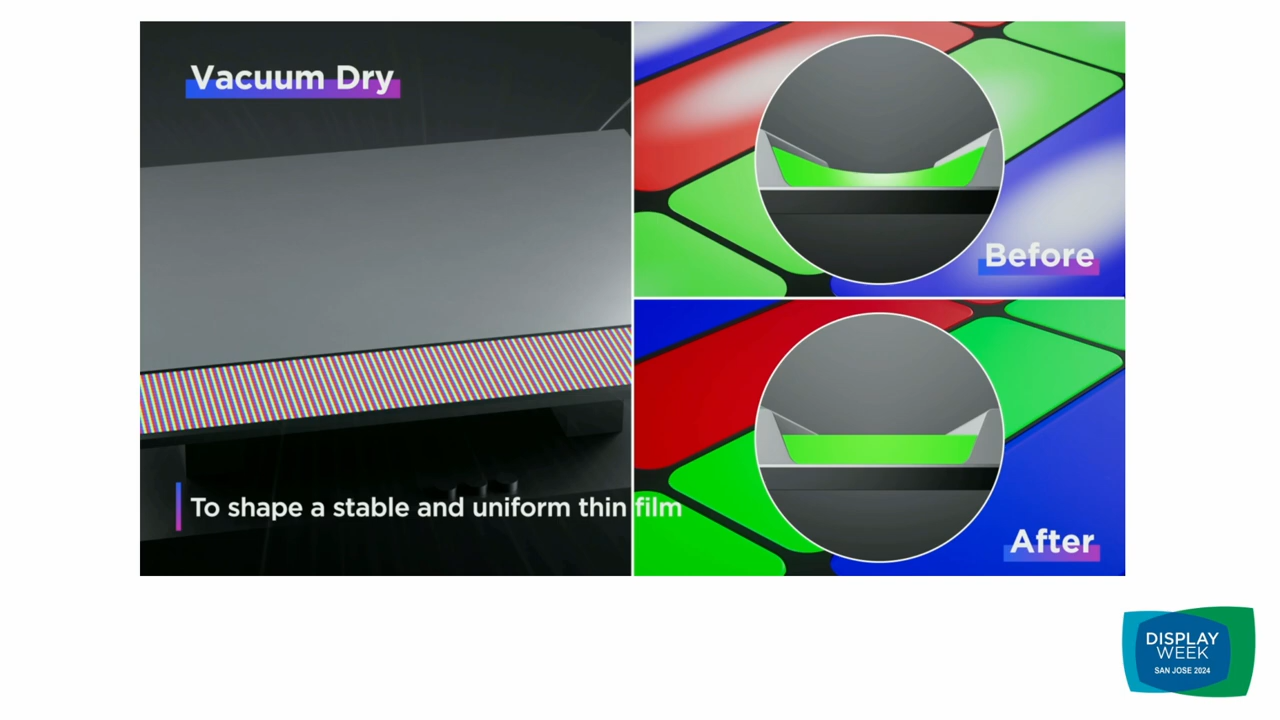 Vacuum Dry
Before
To shape a stable and uniform thin film
After
DISPLAY
WEEK
SAN JOSE 2024